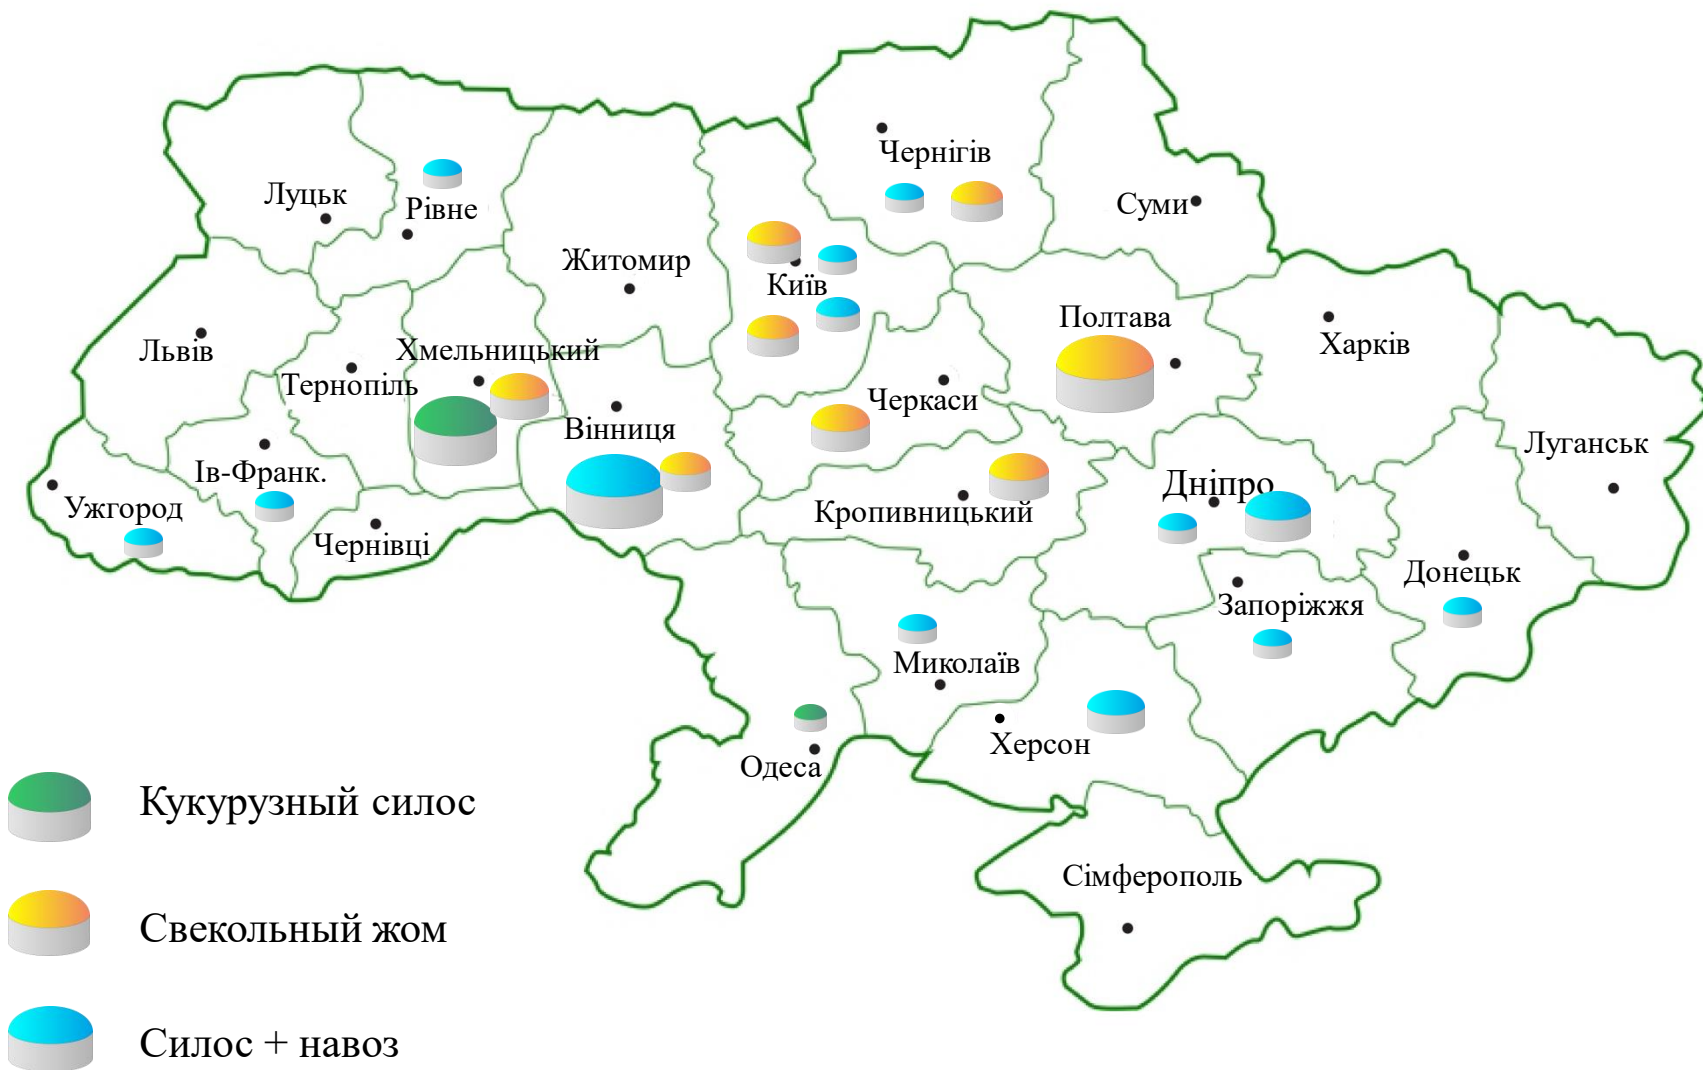 Чернігів
Луцьк
Рівне
Суми
Житомир
Київ
Полтава
Львів
Хмельницький
Харків
Тернопіль
Черкаси
Вінниця
Луганськ
Ів-Франк.
Дніпро
Ужгород
Кропивницький
Чернівці
Донецьк
Запоріжжя
Миколаїв
Херсон
Одеса
Кукурузный силос
Сімферополь
Свекольный жом
Силос + навоз